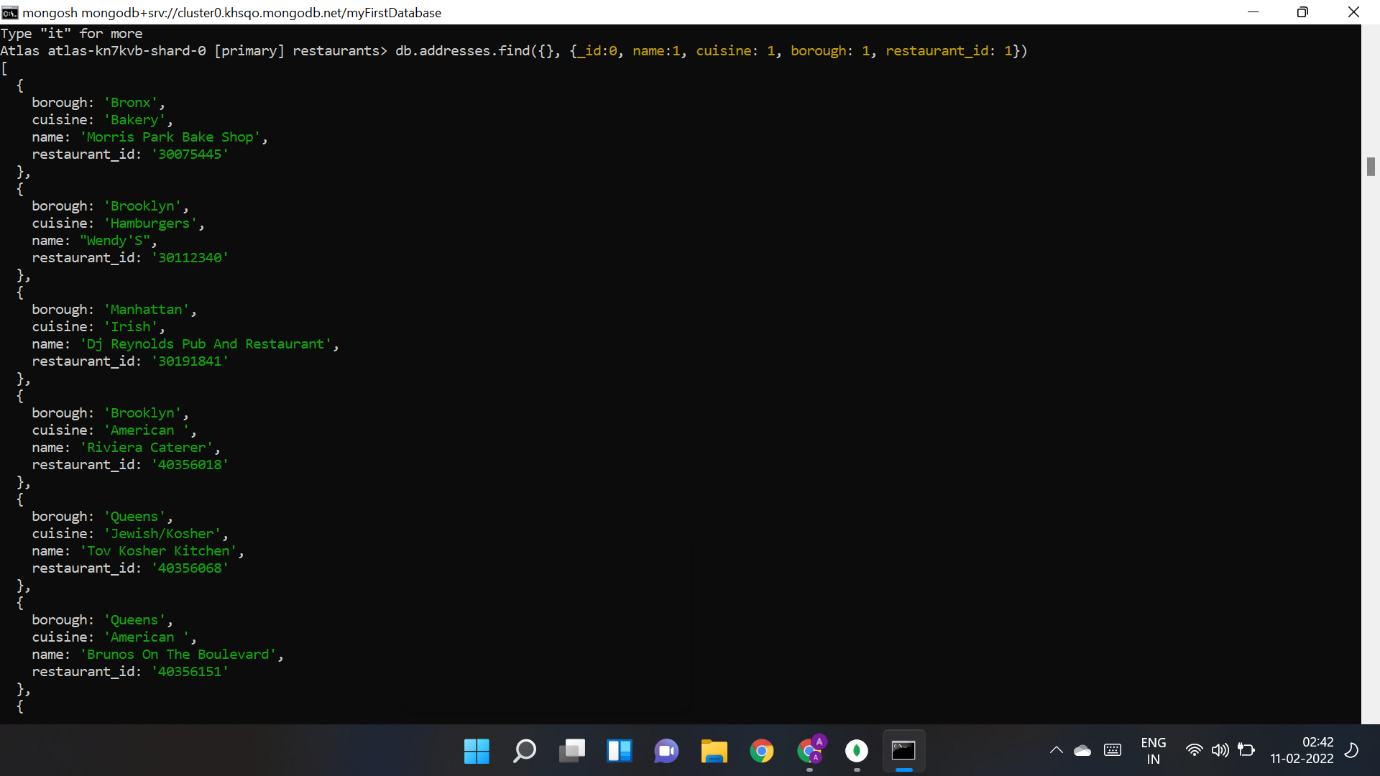 mongosh mongodb+srv://cluster0.khsqo.mongodb.net/myFirstDatabase
Type "it" for more
Atlas atlas-kn7kvb-shard-0 [primary] restaurants> db.addresses.find({}, {_id:0, name:1, cuisine: 1, borough: 1, restaurant_id: 1})
[
  {
    borough: 'Bronx',
    cuisine: 'Bakery',
    name: 'Morris Park Bake Shop',
    restaurant_id: '30075445'
  },
  {
    borough: 'Brooklyn',
    cuisine: 'Hamburgers',
    name: "Wendy'S",
    restaurant_id: '30112340'
  },
  {
    borough: 'Manhattan',
    cuisine: 'Irish',
    name: 'Dj Reynolds Pub And Restaurant',
    restaurant_id: '30191841'
  },
  {
    borough: 'Brooklyn',
    cuisine: 'American ',
    name: 'Riviera Caterer',
    restaurant_id: '40356018'
  },
  {
    borough: 'Queens',
    cuisine: 'Jewish/Kosher',
    name: 'Tov Kosher Kitchen',
    restaurant_id: '40356068'
  },
  {
    borough: 'Queens',
    cuisine: 'American ',
    name: 'Brunos On The Boulevard',
    restaurant_id: '40356151'
  },
  {
A
A
ENG
IN
02:42
11-02-2022